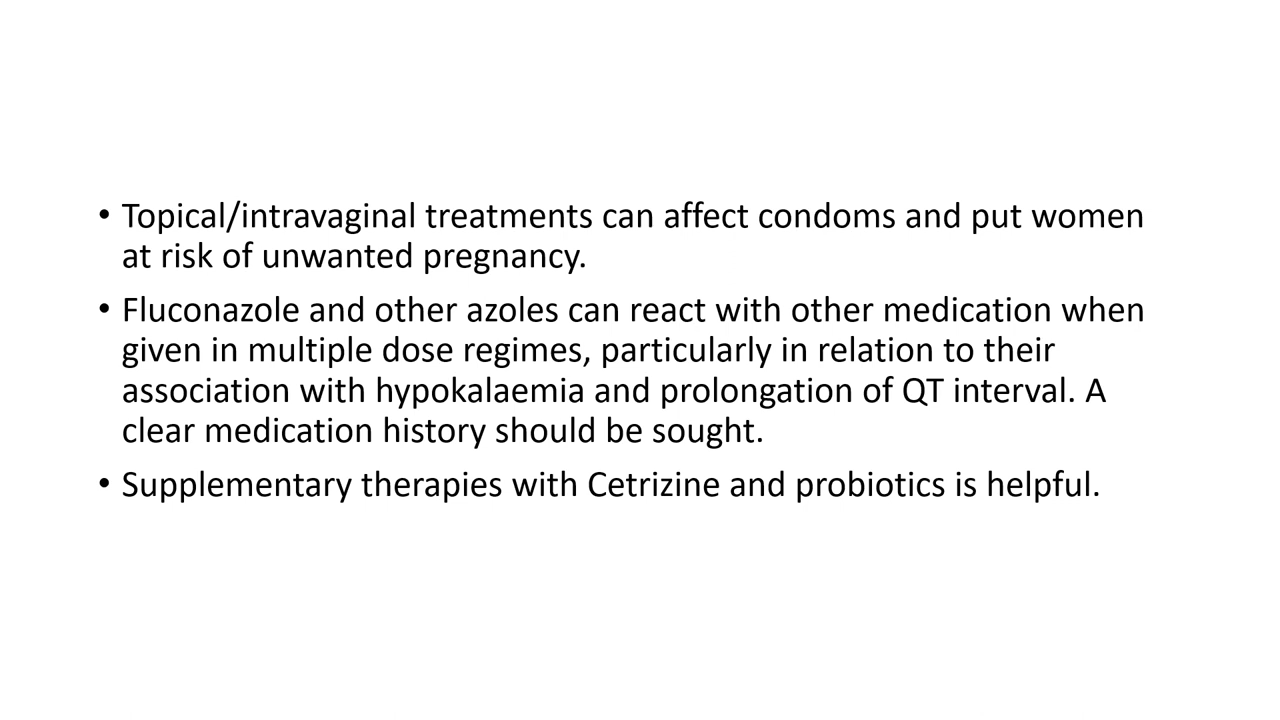 • Topical/intravaginal treatments can affect condoms and put women
at risk of unwanted pregnancy.
• Fluconazole and other azoles can react with other medication when
given in multiple dose regimes, particularly in relation to their
association with hypokalaemia and prolongation of QT interval. A
clear medication history should be sought.
• Supplementary therapies with Cetrizine and probiotics is helpful.